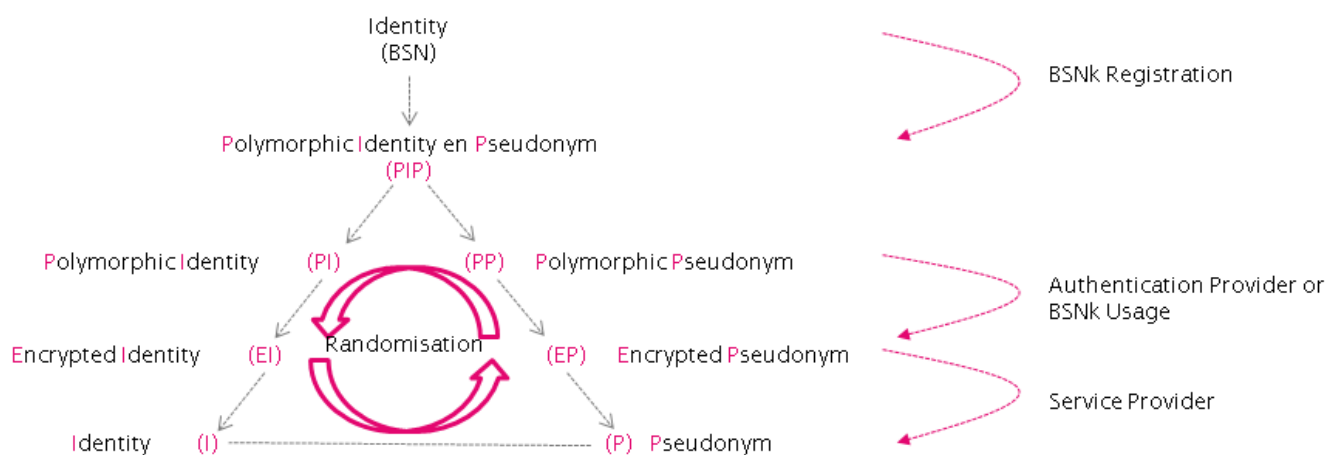 Identity
(BSN)
BSNk Registration
Polymorphic Identity en Pseudonym
(PIP)
Polymorphic Identity (PI) (PP) Polymorphic Pseudonym
Authentication Provider or
BSNk Usage
Randomisation
Encrypted Identity (EI) (EP) Encrypted Pseudonym
Service Provider
Identity (I) (P) Pseudonym